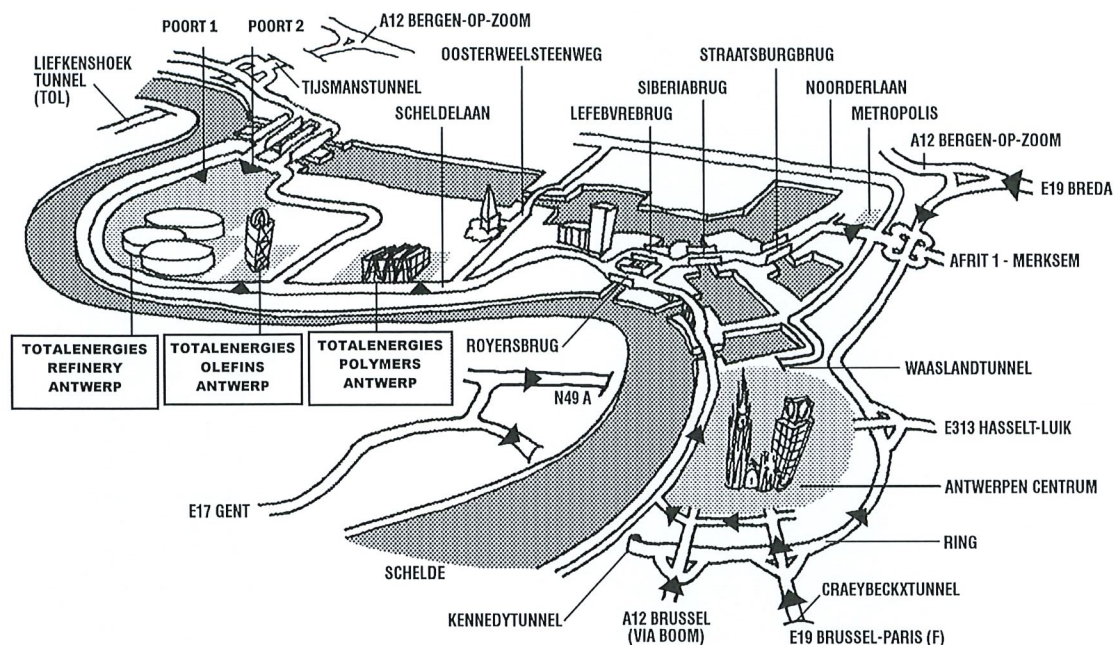 POORT 1
POORT 2
A12 BERGEN-OP-ZOOM
OOSTERWEELSTEENWEG
STRAATSBURGBRUG
LIEFKENSHOEK
TUNNEL
(TOL)
TIJSMANSTUNNEL
SIBERIABRUG
NOORDERLAAN
SCHELDELAAN
LEFEBVREBRUG
METROPOLIS
A12 BERGEN-OP-ZOOM
E19 BREDA
AFRIT 1 - MERKSEM
TOTALENERGIES
REFINERY
ANTWERP
TOTALENERGIES
OLEFINS
ANTWERP
TOTALENERGIES
POLYMERS
ANTWERP
ROYERSBRUG
WAASLANDTUNNEL
N49 A
E313 HASSELT-LUIK
ANTWERPEN CENTRUM
E17 GENT
RING
SCHELDE
CRAEYBECKXTUNNEL
KENNEDYTUNNEL
A12 BRUSSEL
(VIA BOOM)
E19 BRUSSEL-PARIS (F)